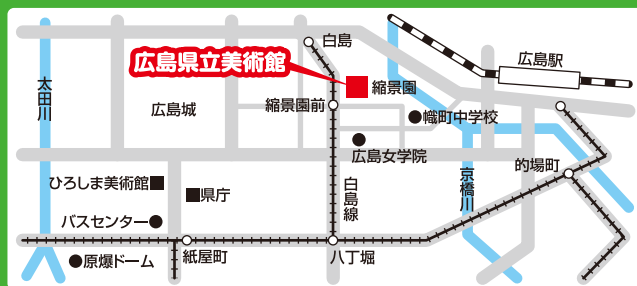 白島
広島駅
広島県立美術館
太田川
縮景園
広島城
縮景園前
幟町中学校
広島女学院
的場町
京橋川
ひろしま美術館
県庁
白島線
バスセンター
原爆ドーム
紙屋町
八丁堀